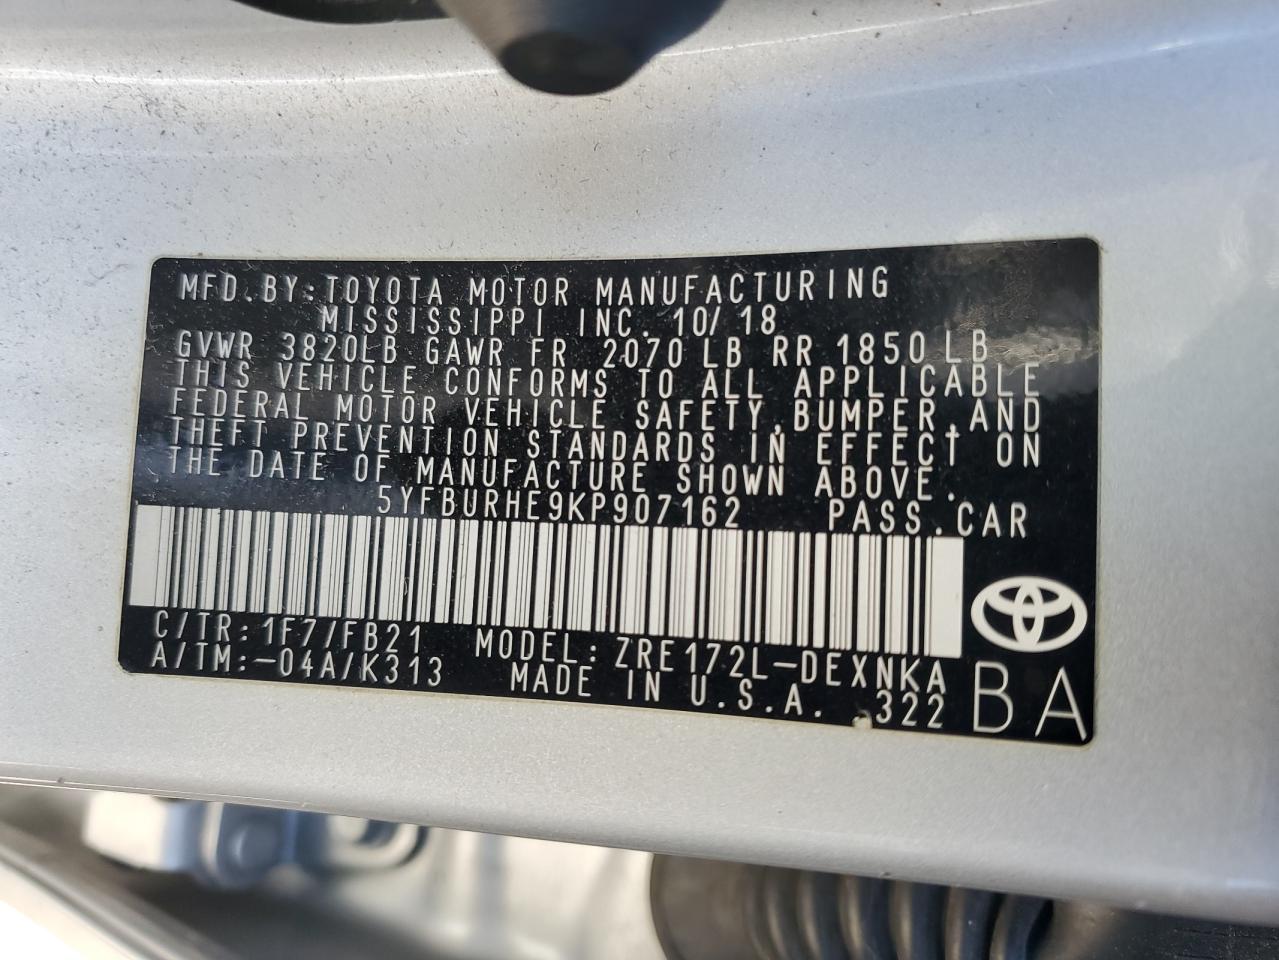 MFD.BY:TOYOTA MOTOR MANUFACTURING
MISSISSIPPI INC. 10/18
GVWR 3820LB GAWR FR 2070 LB RR 1850 LB
THIS VEHICLE CONFORMS TO ALL APPLICABLE
FEDERAL MOTOR VEHICLE SAFETY,BUMPER,AND
THEFT PREVENTION STANDARDS IN EFFECT ON
THE DATE OF MANUFACTURE SHOWN ABOVE.
5YFBURHE9KP907162 PASS.CAR
C/TR: 1F7/FB21 MODEL: ZRE172L-DEXNKA
A/TM:-04A/K313 MADE IN U.S.A. 322
BA